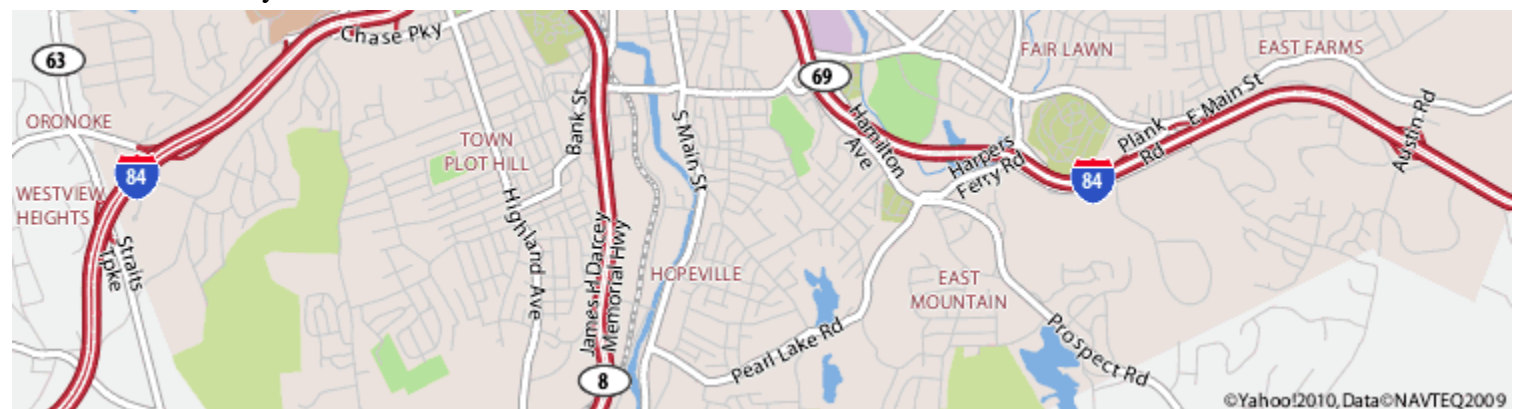 Chase Pky
63
FAIR LAWN
EAST FARMS
69
ORONOKE
TOWN
PLOT HILL
Bank St
S Main St
Hamilton
Ave
Harpers
Ferry Rd
Plank
Rd
E Main St
Austin Rd
84
84
WESTVIEW
HEIGHTS
Straits
Tpke
Highland Ave
James H Darcey
Memorial Hwy
HOPEVILLE
EAST
MOUNTAIN
Pearl Lake Rd
Prospect Rd
8
©Yahoo!2010, Data©NAVTEQ2009